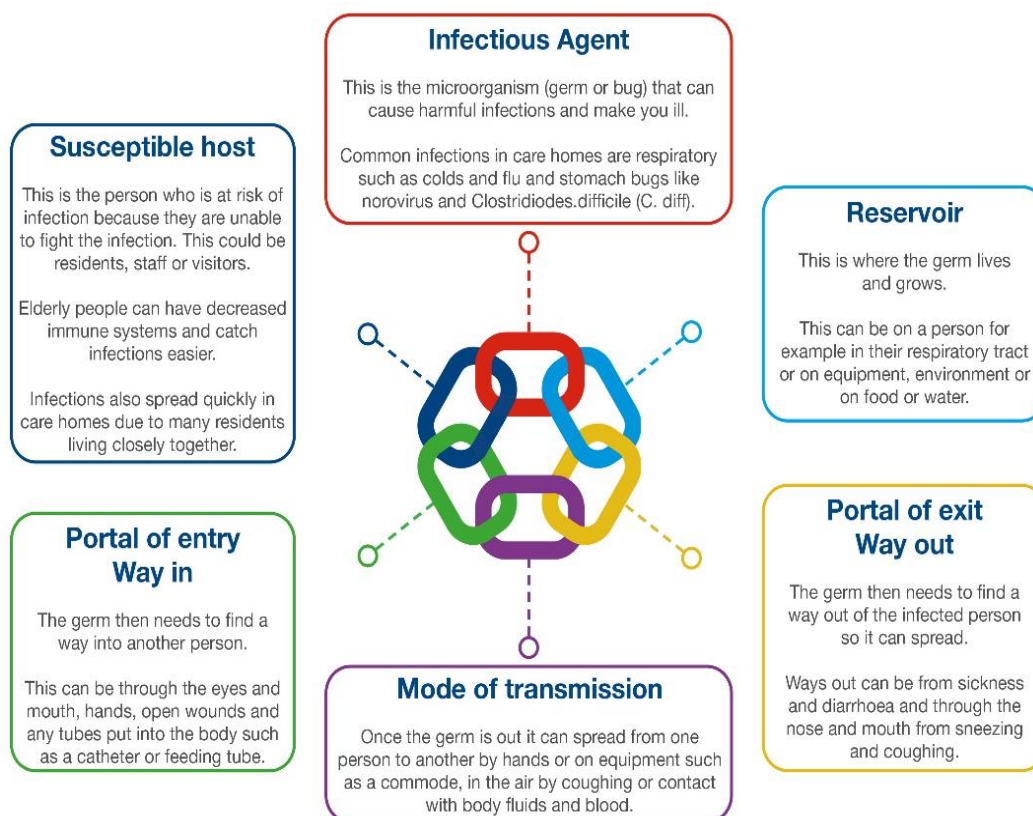 Infectious Agent
This is the microorganism (germ or bug) that can
cause harmful infections and make you ill.
Common infections in care homes are respiratory
such as colds and flu and stomach bugs like
norovirus and Clostridiodes.difficile (C. diff).
Reservoir
This is where the germ lives
and grows.
This can be on a person for
example in their respiratory tract
or on equipment, environment or
on food or water.
Portal of exit
Way out
The germ then needs to find a
way out of the infected person
so it can spread.
Ways out can be from sickness
and diarrhoea and through the
nose and mouth from sneezing
and coughing.
Mode of transmission
Once the germ is out it can spread from one
person to another by hands or on equipment such
as a commode, in the air by coughing or contact
with body fluids and blood.
Portal of entry
Way in
The germ then needs to find a
way into another person.
This can be through the eyes and
mouth, hands, open wounds and
any tubes put into the body such
as a catheter or feeding tube.
Susceptible host
This is the person who is at risk of
infection because they are unable
to fight the infection. This could be
residents, staff or visitors.
Elderly people can have decreased
immune systems and catch
infections easier.
Infections also spread quickly in
care homes due to many residents
living closely together.